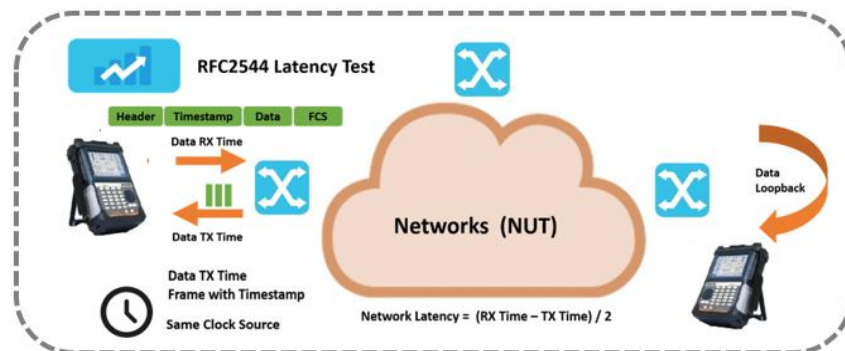 RFC2544 Latency Test
Header Timestamp Data FCS
Data RX Time
Data TX Time
Networks (NUT)
Data
Loopback
Data TX Time
Frame with Timestamp
Same Clock Source
Network Latency = (RX Time – TX Time) / 2